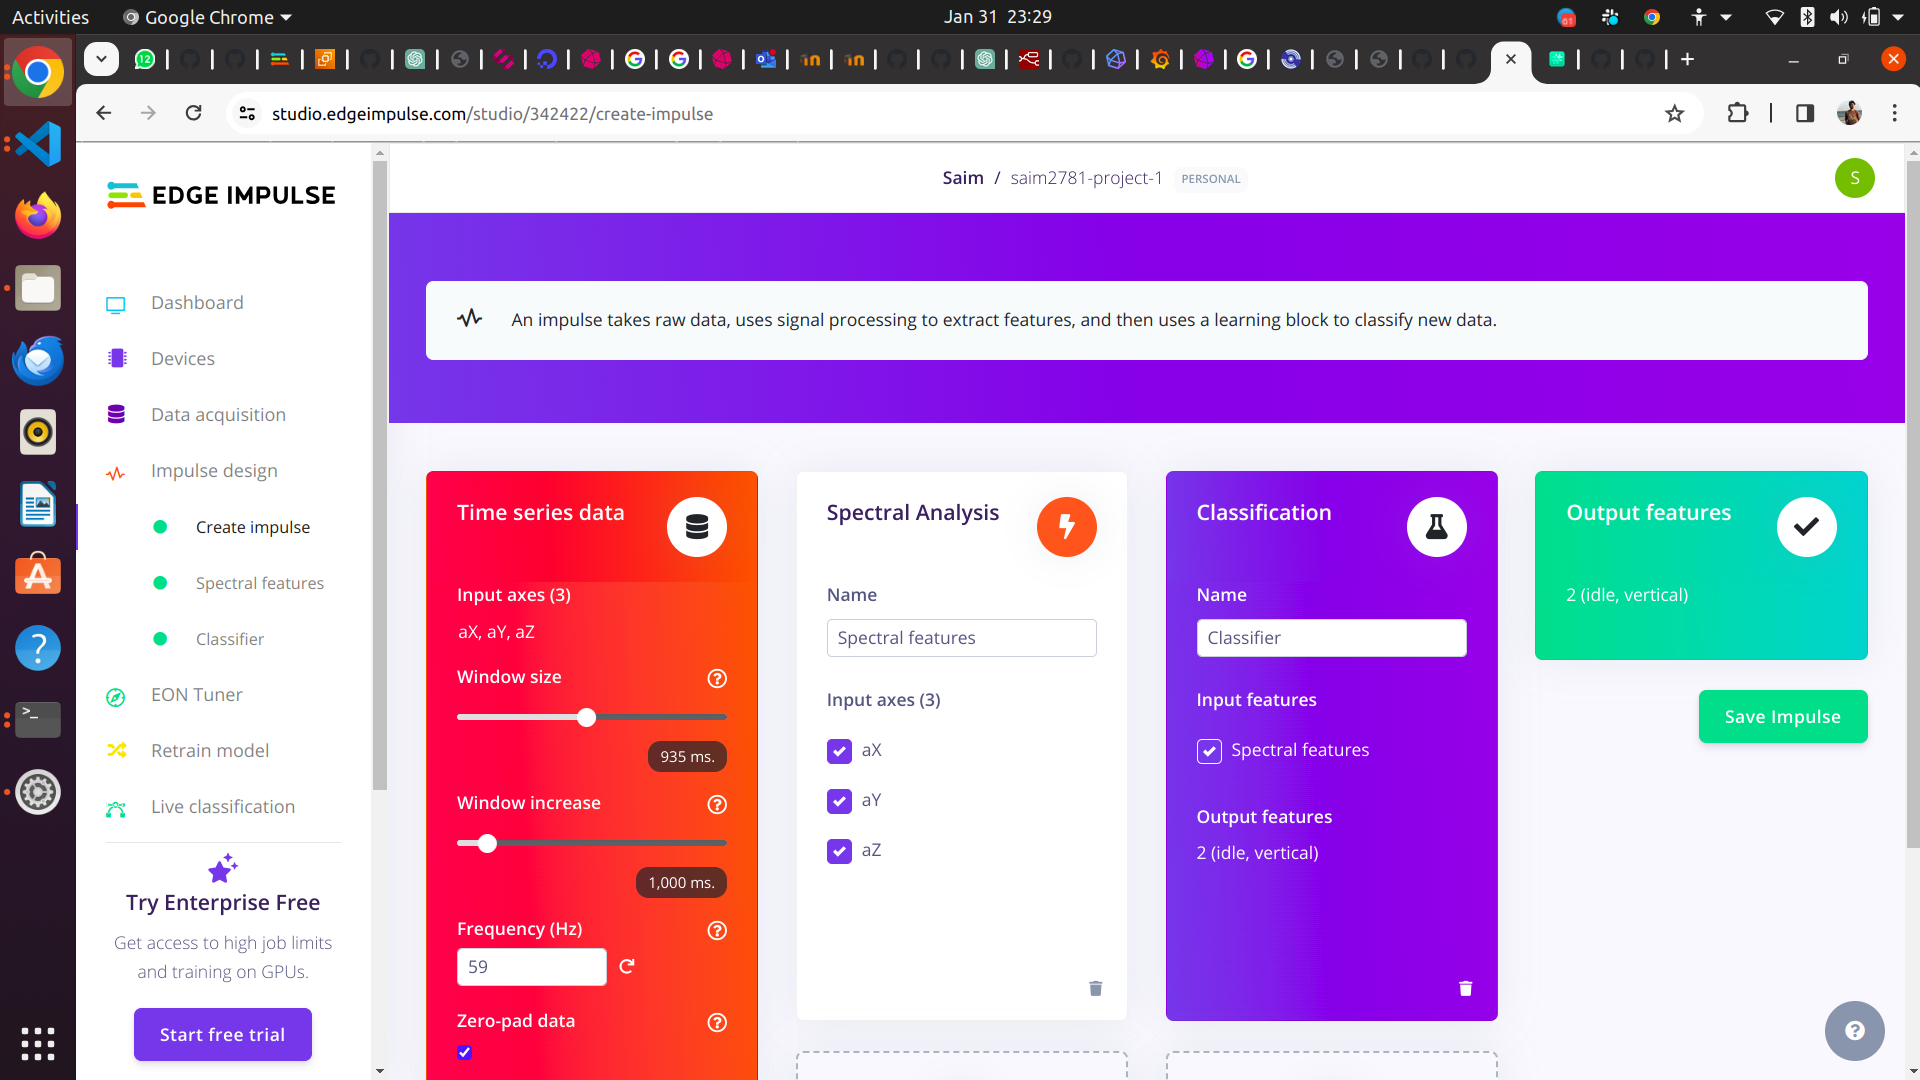 Activities
Google Chrome
Jan 31 23:29
studio.edgeimpulse.com/studio/342422/create-impulse
EDGE IMPULSE
Saim / saim2781-project-1 PERSONAL
S
Dashboard
Devices
Data acquisition
Impulse design
Create impulse
Spectral features
Classifier
EON Tuner
Retrain model
Live classification
Try Enterprise Free
Get access to high job limits
and training on GPUs.
Start free trial
An impulse takes raw data, uses signal processing to extract features, and then uses a learning block to classify new data.
Time series data
Input axes (3)
aX, aY, aZ
Window size
935 ms.
Window increase
1,000 ms.
Frequency (Hz)
59
Zero-pad data
Spectral Analysis
Name
Spectral features
Input axes (3)
aX
aY
aZ
Classification
Name
Classifier
Input features
Spectral features
Output features
2 (idle, vertical)
Output features
2 (idle, vertical)
Save Impulse